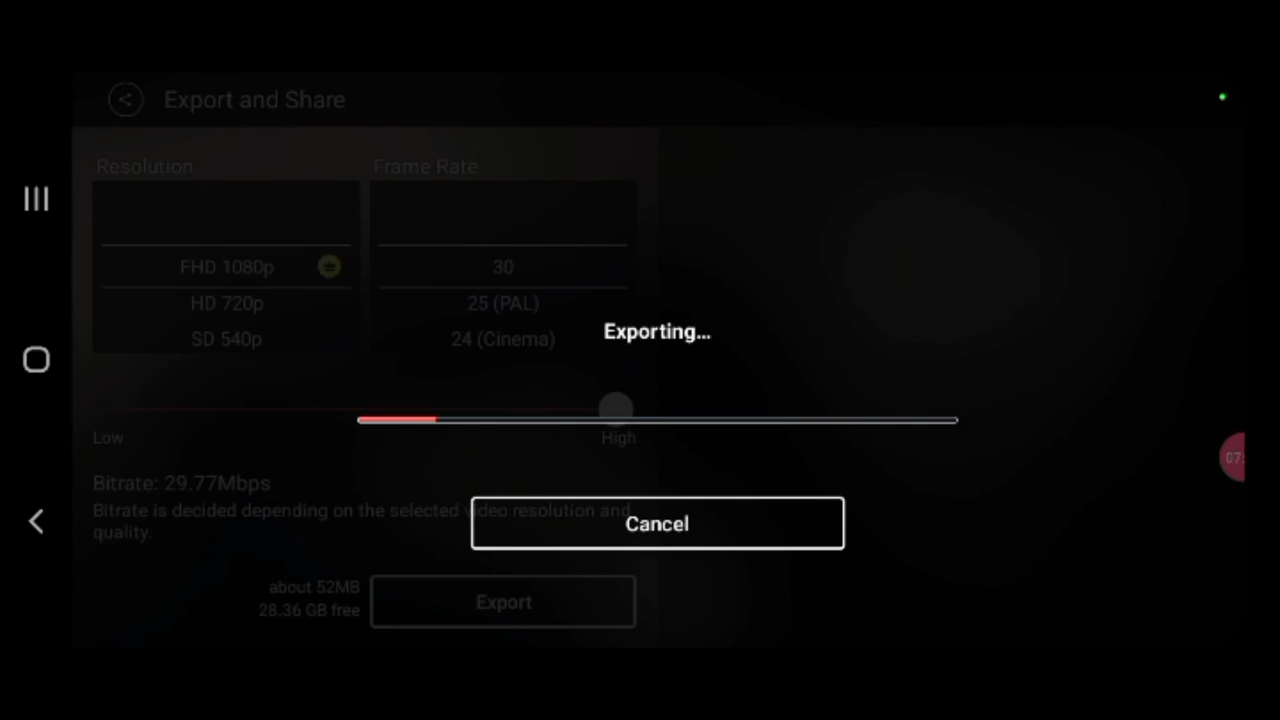 Export and Share
Resolution
Frame Rate
FHD 1080p
30
HD 720p
25 (PAL)
SD 540p
24 (Cinema)
Exporting...
Low
High
Bitrate: 29.77Mbps
Bitrate is decided depending on the selected video resolution and
quality.
Cancel
about 52MB
28.36 GB free
Export
07: